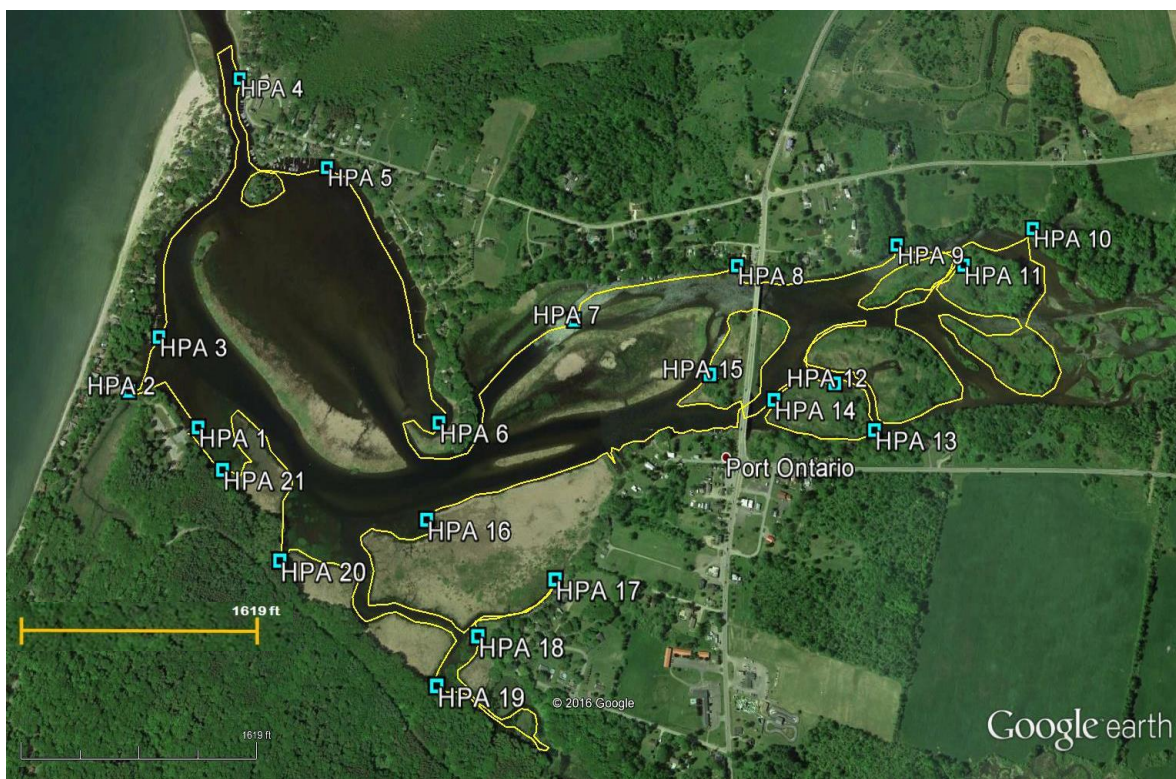 HPA 4
HPA 5
HPA 10
HPA 9
HPA 11
HPA 8
HPA 7
HPA 3
HPA 15
HPA 12
HPA 2
HPA 14
HPA 1
HPA 6
HPA 13
Port Ontario
HPA 21
HPA 16
HPA 20
HPA 17
1619 ft
HPA 18
HPA 19
© 2016 Google
Google earth
1619 ft